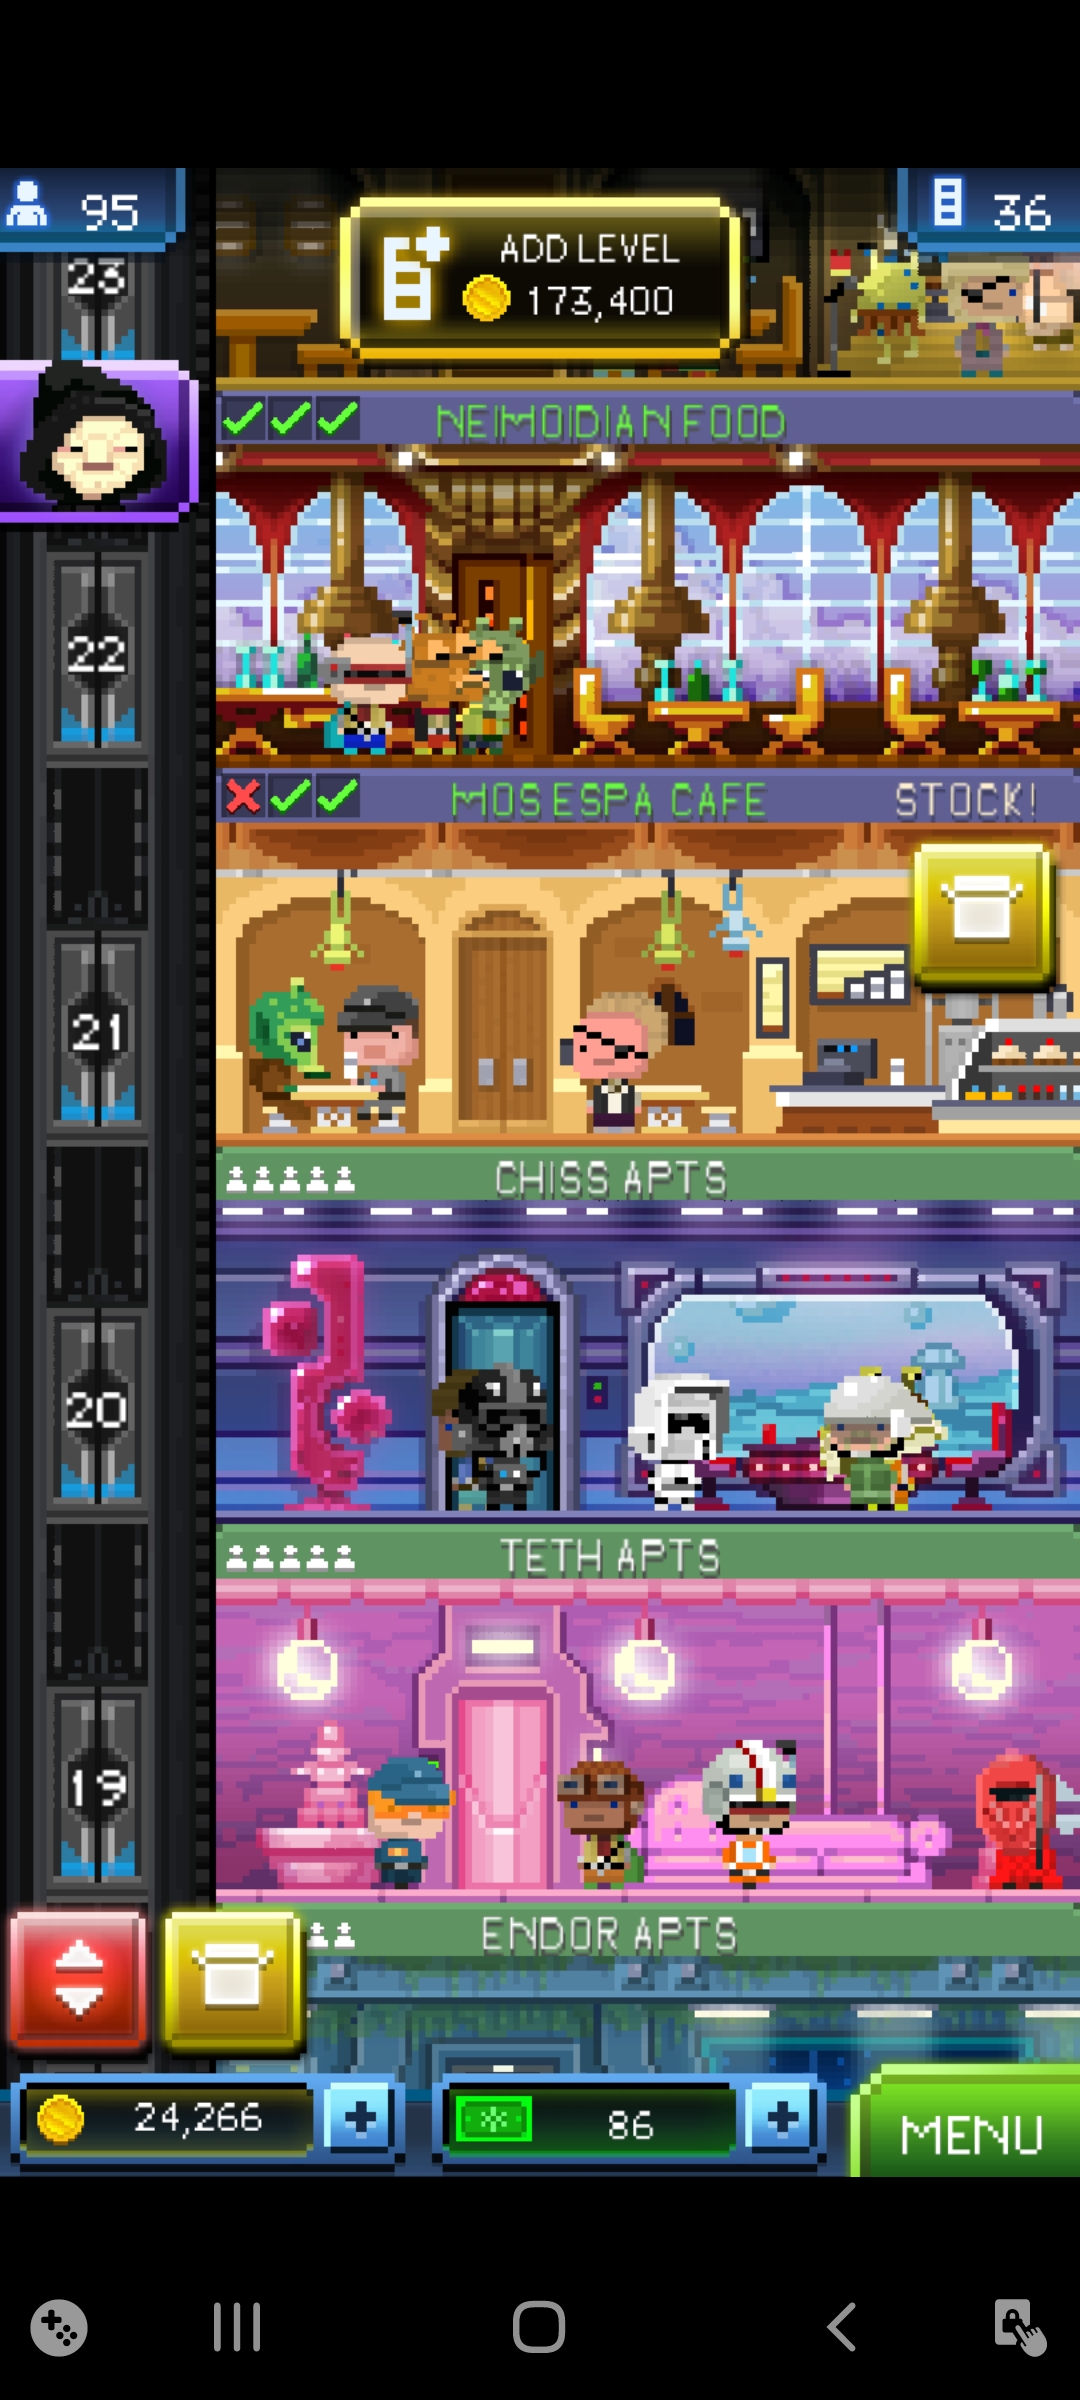 95
ADD LEVEL
173,400
36
23
NEIMOIDIAN FOOD
22
MOS ESPA CAFE
STOCK!
21
CHISS APTS
20
TETH APTS
19
ENDOR APTS
24,266
86
MENU